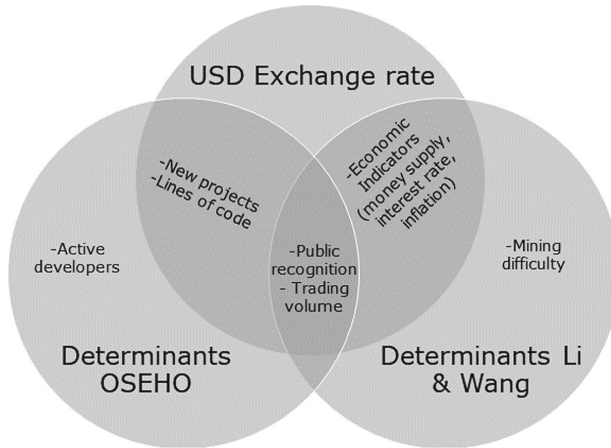 USD Exchange rate
-New projects
-Lines of code
-Economic
Indicators
(money supply,
interest rate,
inflation)
-Active
developers
-Public
recognition
- Trading
volume
-Mining
difficulty
Determinants
OSEHO
Determinants Li
& Wang